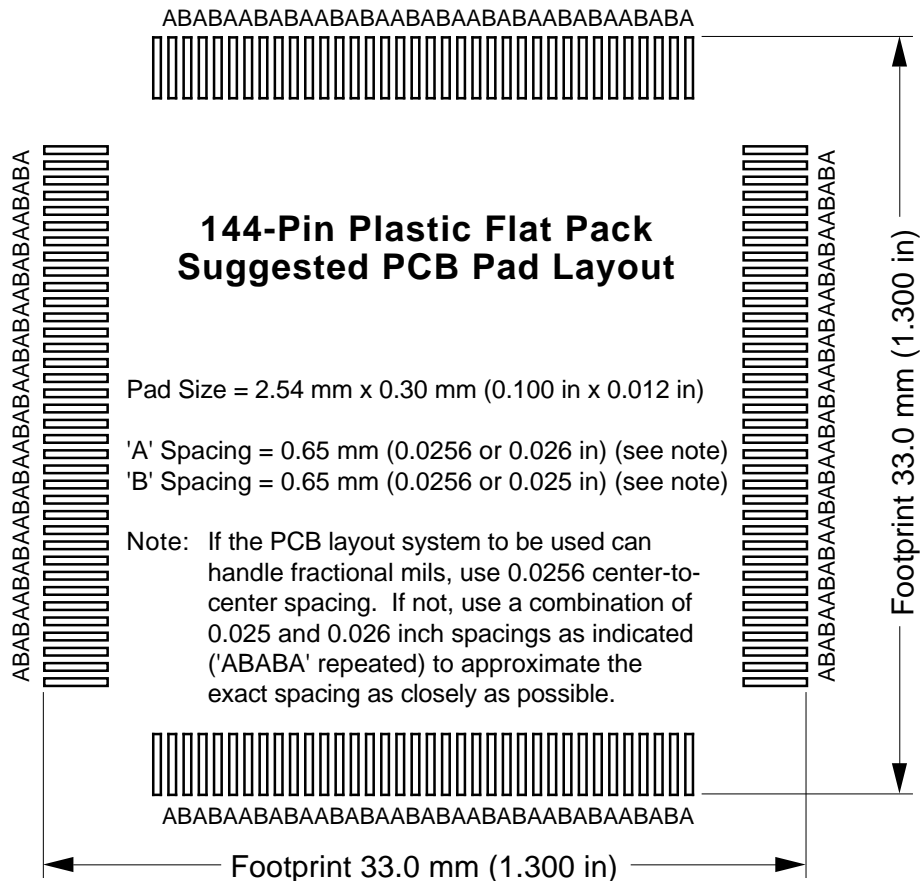 ABABAABABAABABAABABAABABAABABAABABA
ABABAABABAABABAABABAABABAABABAABABA
144-Pin Plastic Flat Pack
Suggested PCB Pad Layout
Pad Size = 2.54 mm x 0.30 mm (0.100 in x 0.012 in)
'A' Spacing = 0.65 mm (0.0256 or 0.026 in) (see note)
'B' Spacing = 0.65 mm (0.0256 or 0.025 in) (see note)
Note: If the PCB layout system to be used can
handle fractional mils, use 0.0256 center-to-
center spacing. If not, use a combination of
0.025 and 0.026 inch spacings as indicated
('ABABA' repeated) to approximate the
exact spacing as closely as possible.
ABABAABABAABABAABABAABABAABABAABABA
Footprint 33.0 mm (1.300 in)
ABABAABABAABABAABABAABABAABABAABABA
Footprint 33.0 mm (1.300 in)